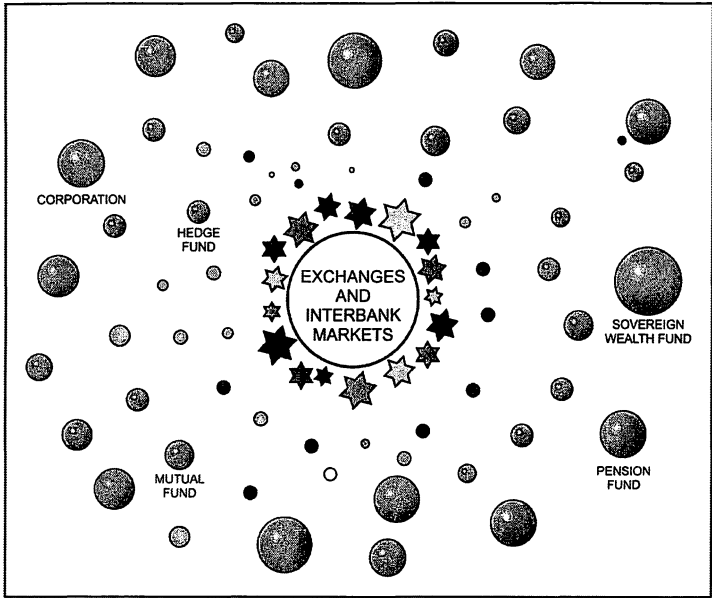 CORPORATION
HEDGE
FUND
EXCHANGES
AND
INTERBANK
MARKETS
SOVEREIGN
WEALTH FUND
MUTUAL
FUND
PENSION
FUND